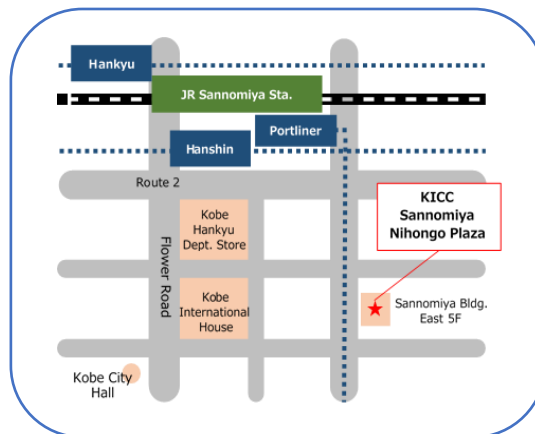 Hankyu
JR Sannomiya Sta.
Portliner
Hanshin
Route 2
KICC
Sannomiya
Nihongo Plaza
Kobe
Hankyu
Dept. Store
Flower Road
Kobe
International
House
Sannomiya Bldg.
East 5F
Kobe City
Hall